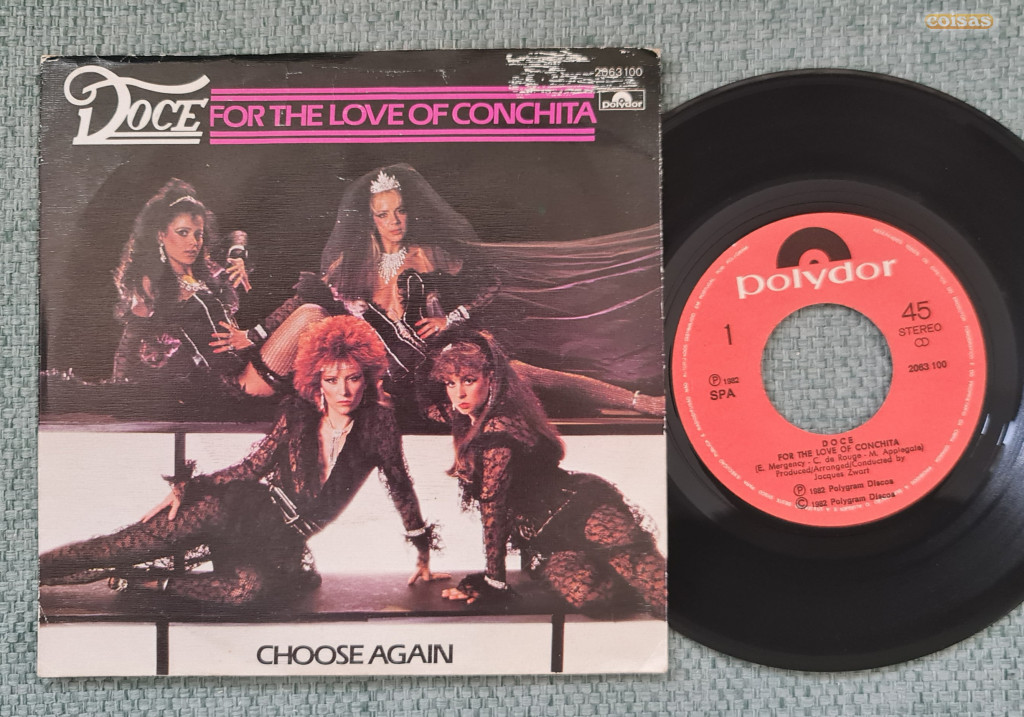 coisas
2063 100
polydor
DOCE
FOR THE LOVE OF CONCHITA
CHOOSE AGAIN
polydor
1
45
STEREO
2063 100
Ⓟ 1982
SPA
DOCE
FOR THE LOVE OF CONCHITA
(E. Mergency - C. de Rouge - M. Applegate)
Produced/Arranged/Conducted by
Jacques Zwart
Ⓟ 1982 Polygram Discos
© 1982 Polygram Discos